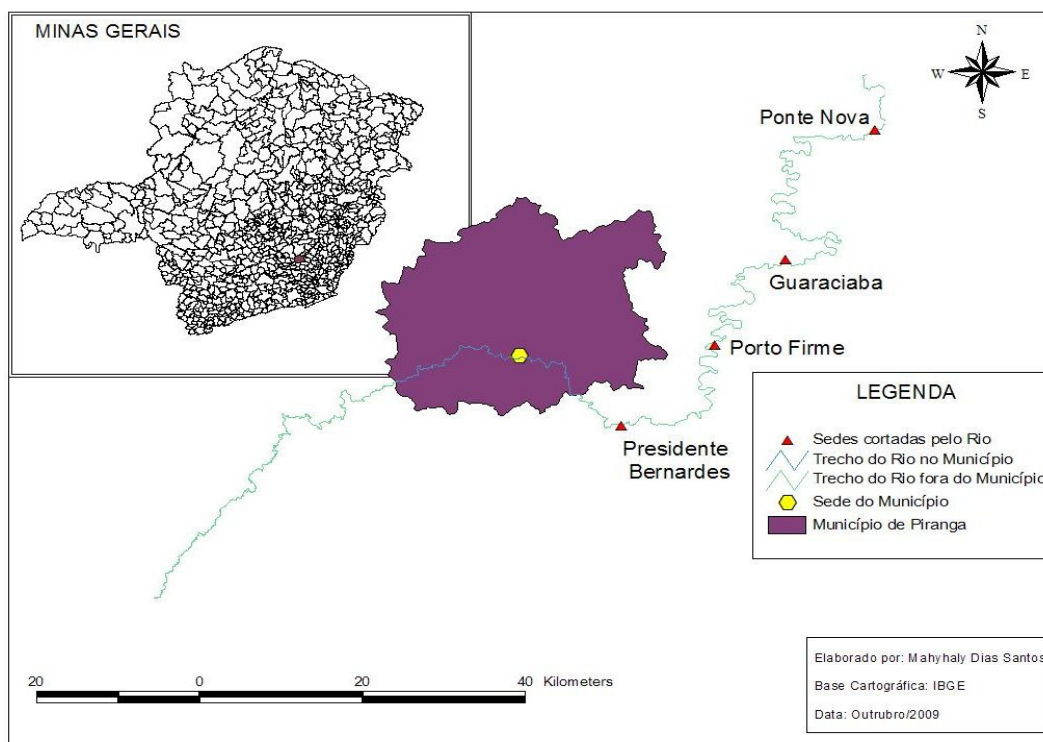 MINAS GERAIS
N
W
E
S
Ponte Nova
Guaraciaba
Porto Firme
Presidente
Bernardes
LEGENDA
Sedes cortadas pelo Rio
Trecho do Rio no Município
Trecho do Rio fora do Município
Sede do Município
Município de Piranga
20 0 20 40 Kilometers
Elaborado por: Mahyhaly Dias Santos
Base Cartográfica: IBGE
Data: Outrubro/2009